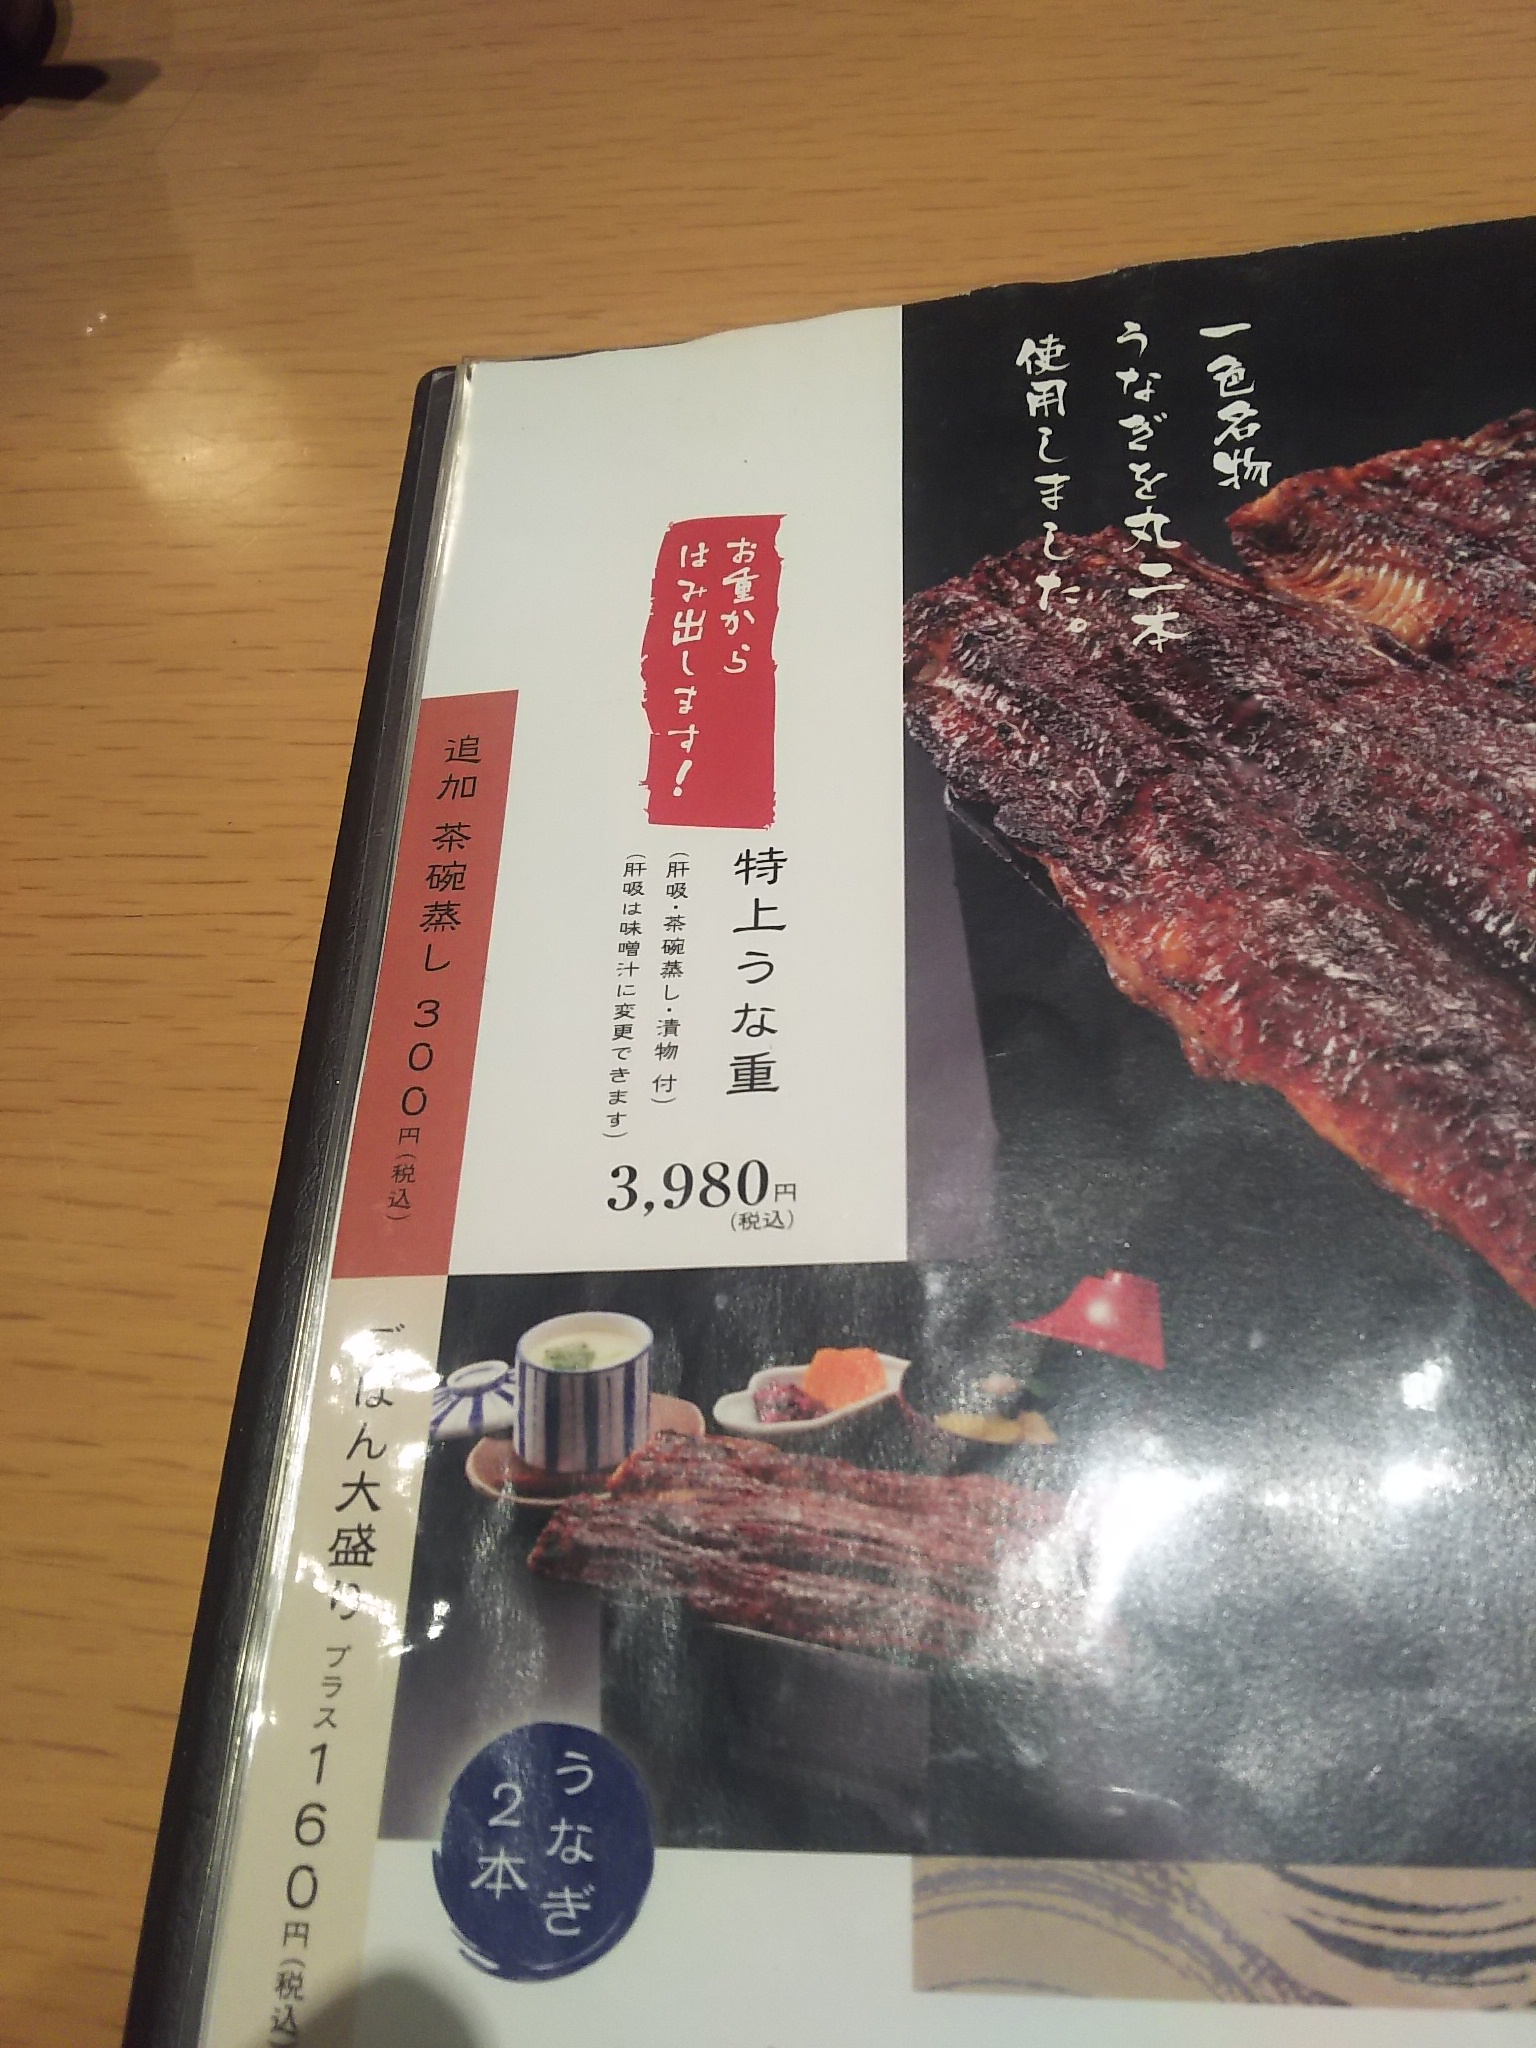 一色名物
うなぎを丸二本
使用しました。
お重から
はみ出します!
特上うな重
(肝吸・茶碗蒸し・漬物 付)
(肝吸は味噌汁に変更できます)
3,980円
(税込)
追加 茶碗蒸し 300円(税込)
ごはん大盛り プラス160円(税込)
うなぎ
2本